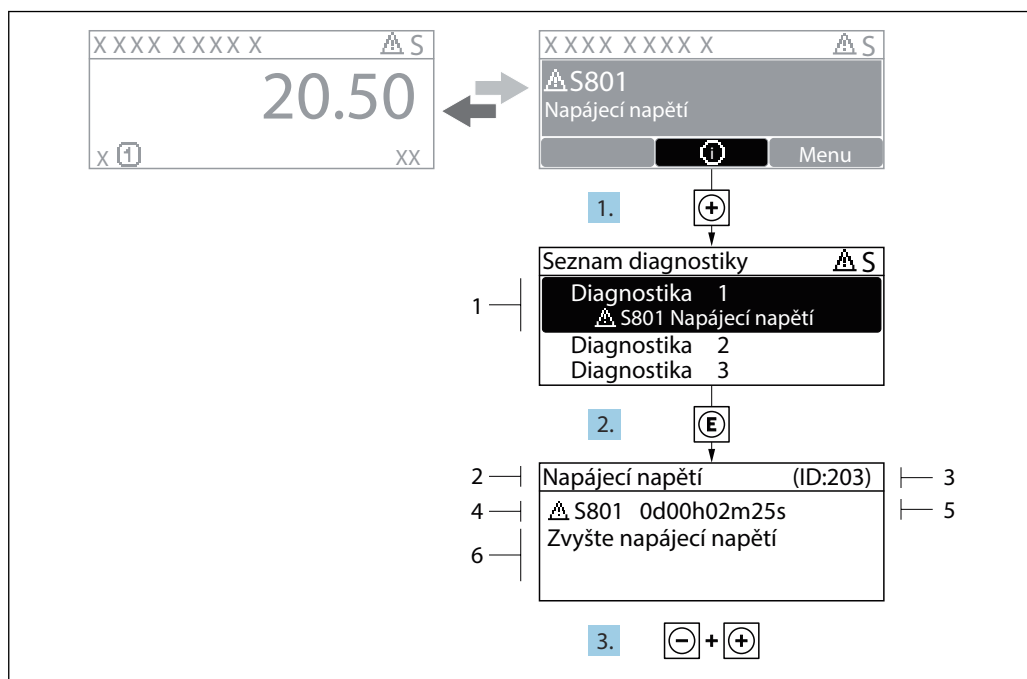 X XXXX X XXX X ⚠ S
20.50
X 1 XX
X XXXX X XXX X ⚠ S
⚠ S801
Napájecí napětí
i Menu
1. +
Seznam diagnostiky ⚠ S
1
Diagnostika 1
⚠ S801 Napájecí napětí
Diagnostika 2
Diagnostika 3
2. E
2 Napájecí napětí (ID:203) 3
4 ⚠ S801 0d00h02m25s 5
6 Zvyšte napájecí napětí
3. - + +